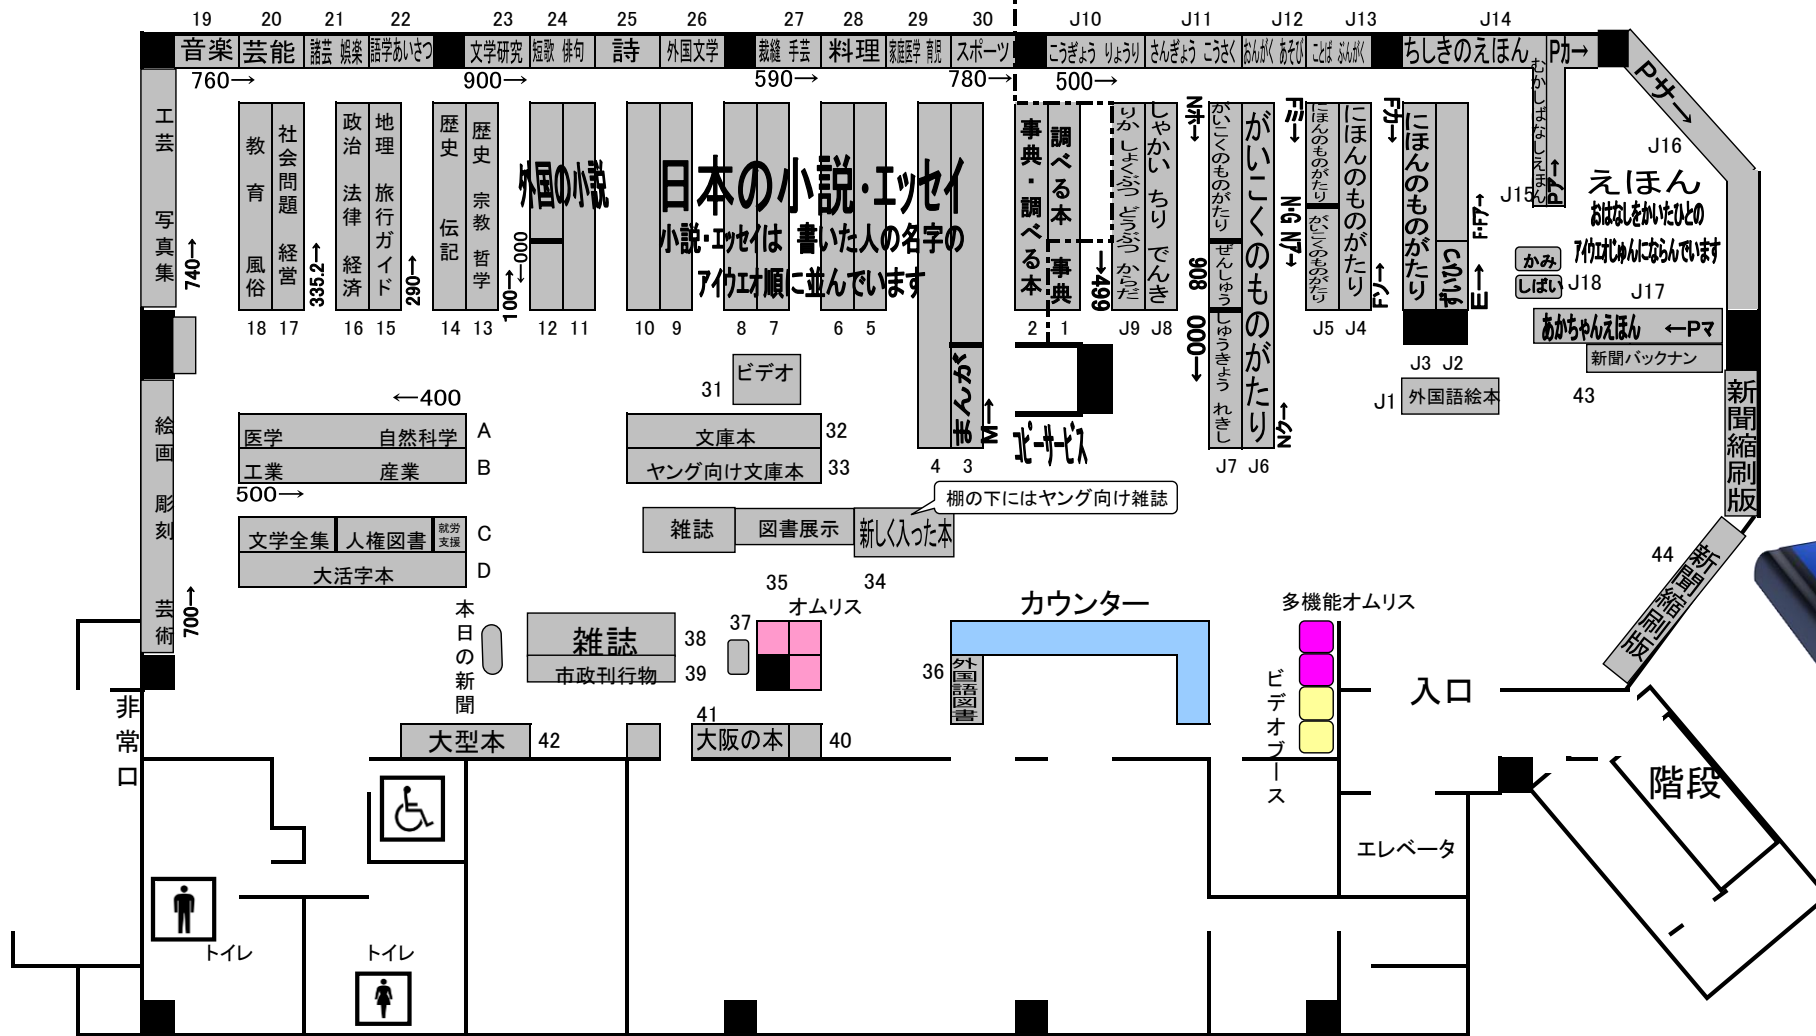 19 20 21 22 23 24 25 26 27 28 29 30 J10 J11 J12 J13 J14
音楽 芸能 諸芸 娯楽 語学あいさつ 文学研究 短歌 俳句 詩 外国文学 裁縫 手芸 料理 家庭医学 育児 スポーツ こうぎょう りょうり さんぎょう こうさく おんがく あそび ことば ぶんがく ちしきのえほん Pカ→
760→ 900→ 590→ 780→ 500→
むかしばなしえほん
Pア→
Pサ→
J16
J15
工芸 写真集
740→
教育 風俗
社会問題 経営
335.2→
政治 法律 経済
地理 旅行ガイド
290→
歴史 伝記
歴史 宗教 哲学
100→
←000
外国の小説
日本の小説・エッセイ
小説・エッセイは 書いた人の名字の
アイウエオ順に並んでいます
事典・調べる本
調べる本
事典
←499
りか しょくぶつ どうぶつ からだ
しゃかい ちり でんき
Nホ→
がいこくのものがたり
ぜんしゅう
しゅうきょう れきし
908
000→
がいこくのものがたり
Fミ→
N・G Nア→
Nク→
にほんのものがたり
がいこくのものがたり
にほんのものがたり
Fソ→
Fカ→
にほんのものがたり
ずいひつ
F・Fア→
E→
えほん
おはなしをかいたひとの
アイウエオじゅんにならんでいます
かみ
しばい
J18 J17
あかちゃんえほん ←Pマ
新聞バックナン
43
18 17 16 15 14 13 12 11 10 9 8 7 6 5 2 1 J9 J8 J5 J4
J3 J2
J1 外国語絵本
31 ビデオ
まんが
M→
コピーサービス
新聞縮刷版
←400
医学 自然科学 A
工業 産業 B
500→
文庫本 32
ヤング向け文庫本 33
4 3 J7 J6
棚の下にはヤング向け雑誌
絵画 彫刻 芸術
700→
文学全集 人権図書 就労
支援 C
大活字本 D
雑誌 図書展示 新しく入った本
35 34
44
新聞縮刷版
本日の新聞
雑誌 38
市政刊行物 39
37
オムリス
カウンター
36
外国語図書
多機能オムリス
ビデオブース
入口
非常口
大型本 42
41
大阪の本 40
階段
エレベータ
トイレ トイレ